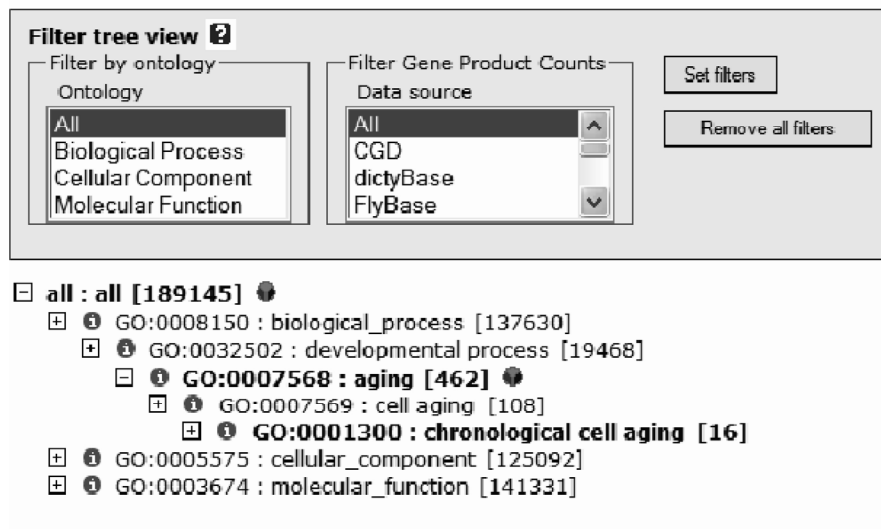 Filter tree view ?
Filter by ontology
Ontology
All
Biological Process
Cellular Component
Molecular Function
Filter Gene Product Counts
Data source
All
CGD
dictyBase
FlyBase
Set filters
Remove all filters
all : all [189145]
GO:0008150 : biological_process [137630]
GO:0032502 : developmental process [19468]
GO:0007568 : aging [462]
GO:0007569 : cell aging [108]
GO:0001300 : chronological cell aging [16]
GO:0005575 : cellular_component [125092]
GO:0003674 : molecular_function [141331]